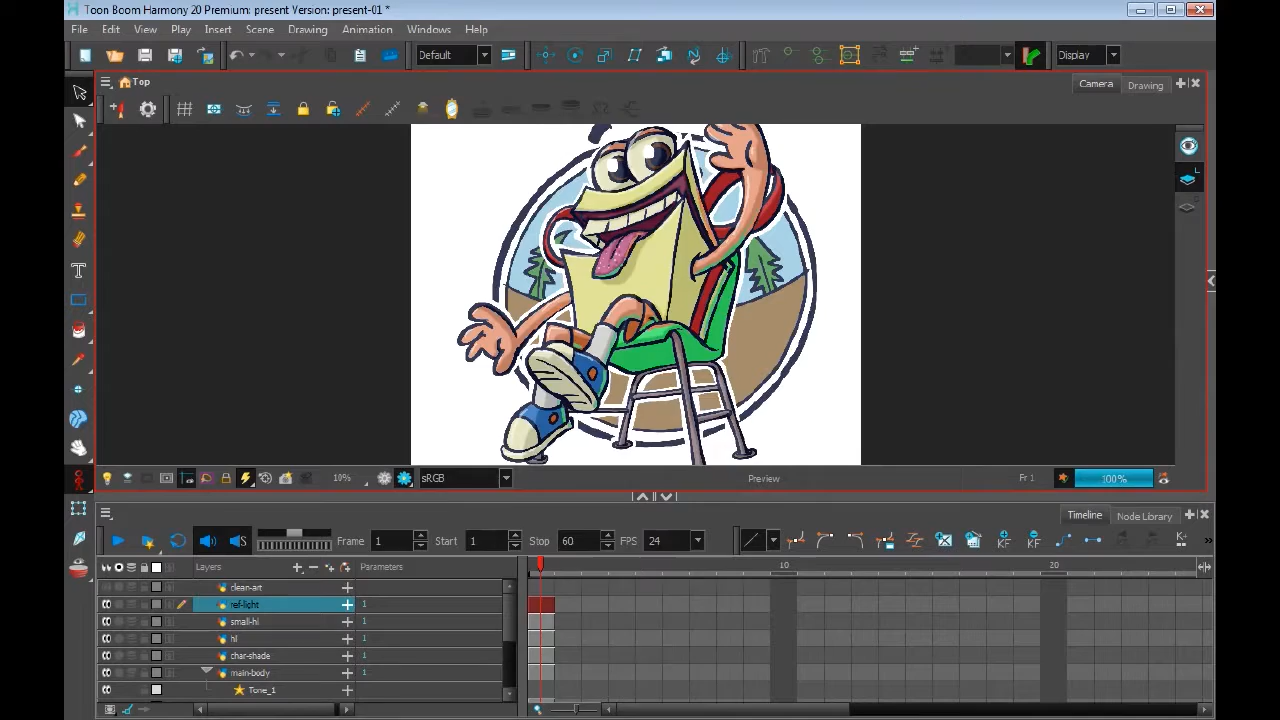 Toon Boom Harmony 20 Premium: present Version: present-01 *
File Edit View Play Insert Scene Drawing Animation Windows Help
Default
Display
Top
Camera
Drawing
L
T
10%
sRGB
Preview
Fr 1
100%
Timeline
Node Library
S
Frame 1 Start 1 Stop 60 FPS 24
KF
KF
K+
Layers
Parameters
10
20
clean-art
ref-light
1
small-hl
1
hl
1
char-shade
1
main-body
1
Tone_1